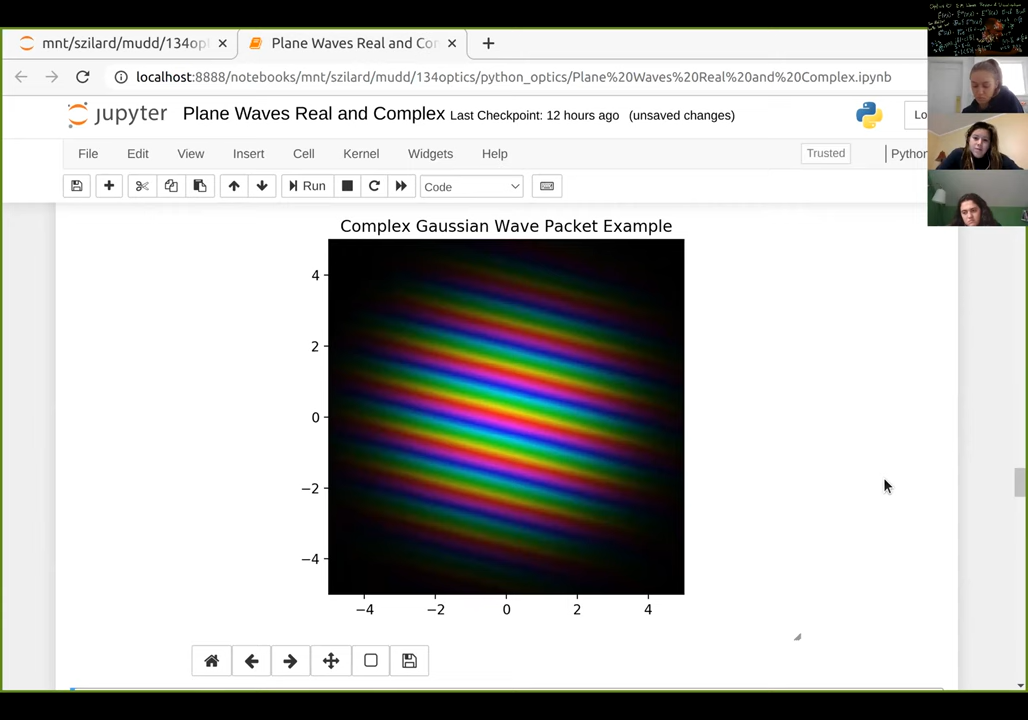 mnt/szilard/mudd/134opt
Plane Waves Real and Cor
localhost:8888/notebooks/mnt/szilard/mudd/134optics/python_optics/Plane%20Waves%20Real%20and%20Complex.ipynb
jupyter Plane Waves Real and Complex Last Checkpoint: 12 hours ago (unsaved changes) Lo
File Edit View Insert Cell Kernel Widgets Help Trusted Python
Run Code
Complex Gaussian Wave Packet Example
4
2
0
−2
−4
−4 −2 0 2 4